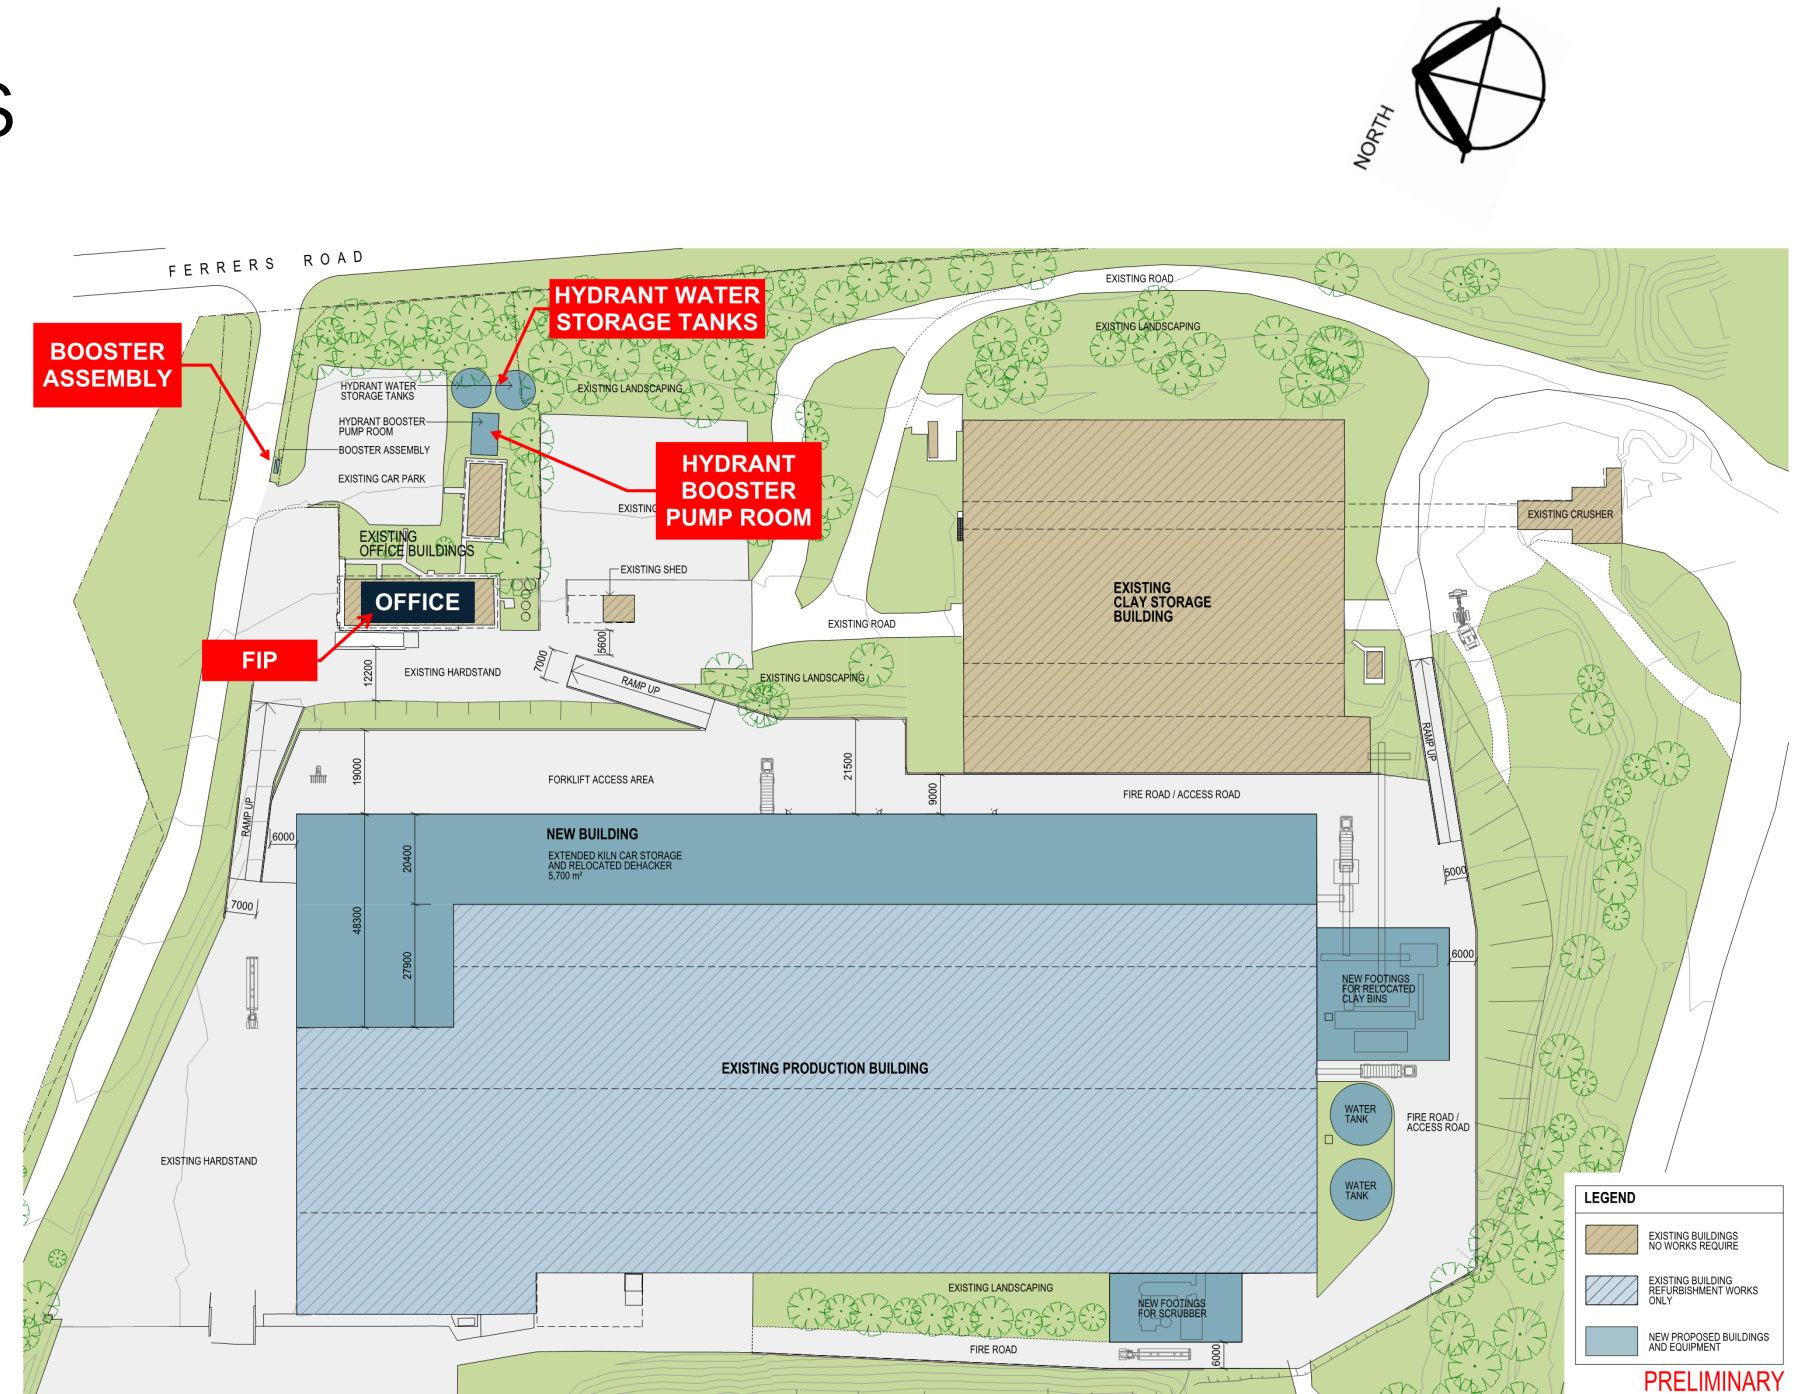 S
NORTH
FERRERS ROAD
HYDRANT WATER
STORAGE TANKS
BOOSTER
ASSEMBLY
EXISTING ROAD
EXISTING LANDSCAPING
HYDRANT WATER
STORAGE TANKS
EXISTING LANDSCAPING
HYDRANT BOOSTER
PUMP ROOM
BOOSTER ASSEMBLY
EXISTING CAR PARK
HYDRANT
BOOSTER
PUMP ROOM
EXISTING
EXISTING CRUSHER
EXISTING
OFFICE BUILDINGS
EXISTING SHED
OFFICE
EXISTING
CLAY STORAGE
BUILDING
EXISTING ROAD
FIP
5600
7000
12200
EXISTING HARDSTAND
RAMP UP
EXISTING LANDSCAPING
RAMP UP
19000
FORKLIFT ACCESS AREA
21500
9000
FIRE ROAD / ACCESS ROAD
RAMP UP
6000
NEW BUILDING
EXTENDED KILN CAR STORAGE
AND RELOCATED DEHACKER
5,700 m²
20400
5000
7000
48300
27900
6000
NEW FOOTINGS
FOR RELOCATED
CLAY BINS
EXISTING PRODUCTION BUILDING
WATER
TANK
FIRE ROAD /
ACCESS ROAD
EXISTING HARDSTAND
WATER
TANK
EXISTING LANDSCAPING
NEW FOOTINGS
FOR SCRUBBER
FIRE ROAD
6000
LEGEND
EXISTING BUILDINGS
NO WORKS REQUIRE
EXISTING BUILDING
REFURBISHMENT WORKS
ONLY
NEW PROPOSED BUILDINGS
AND EQUIPMENT
PRELIMINARY